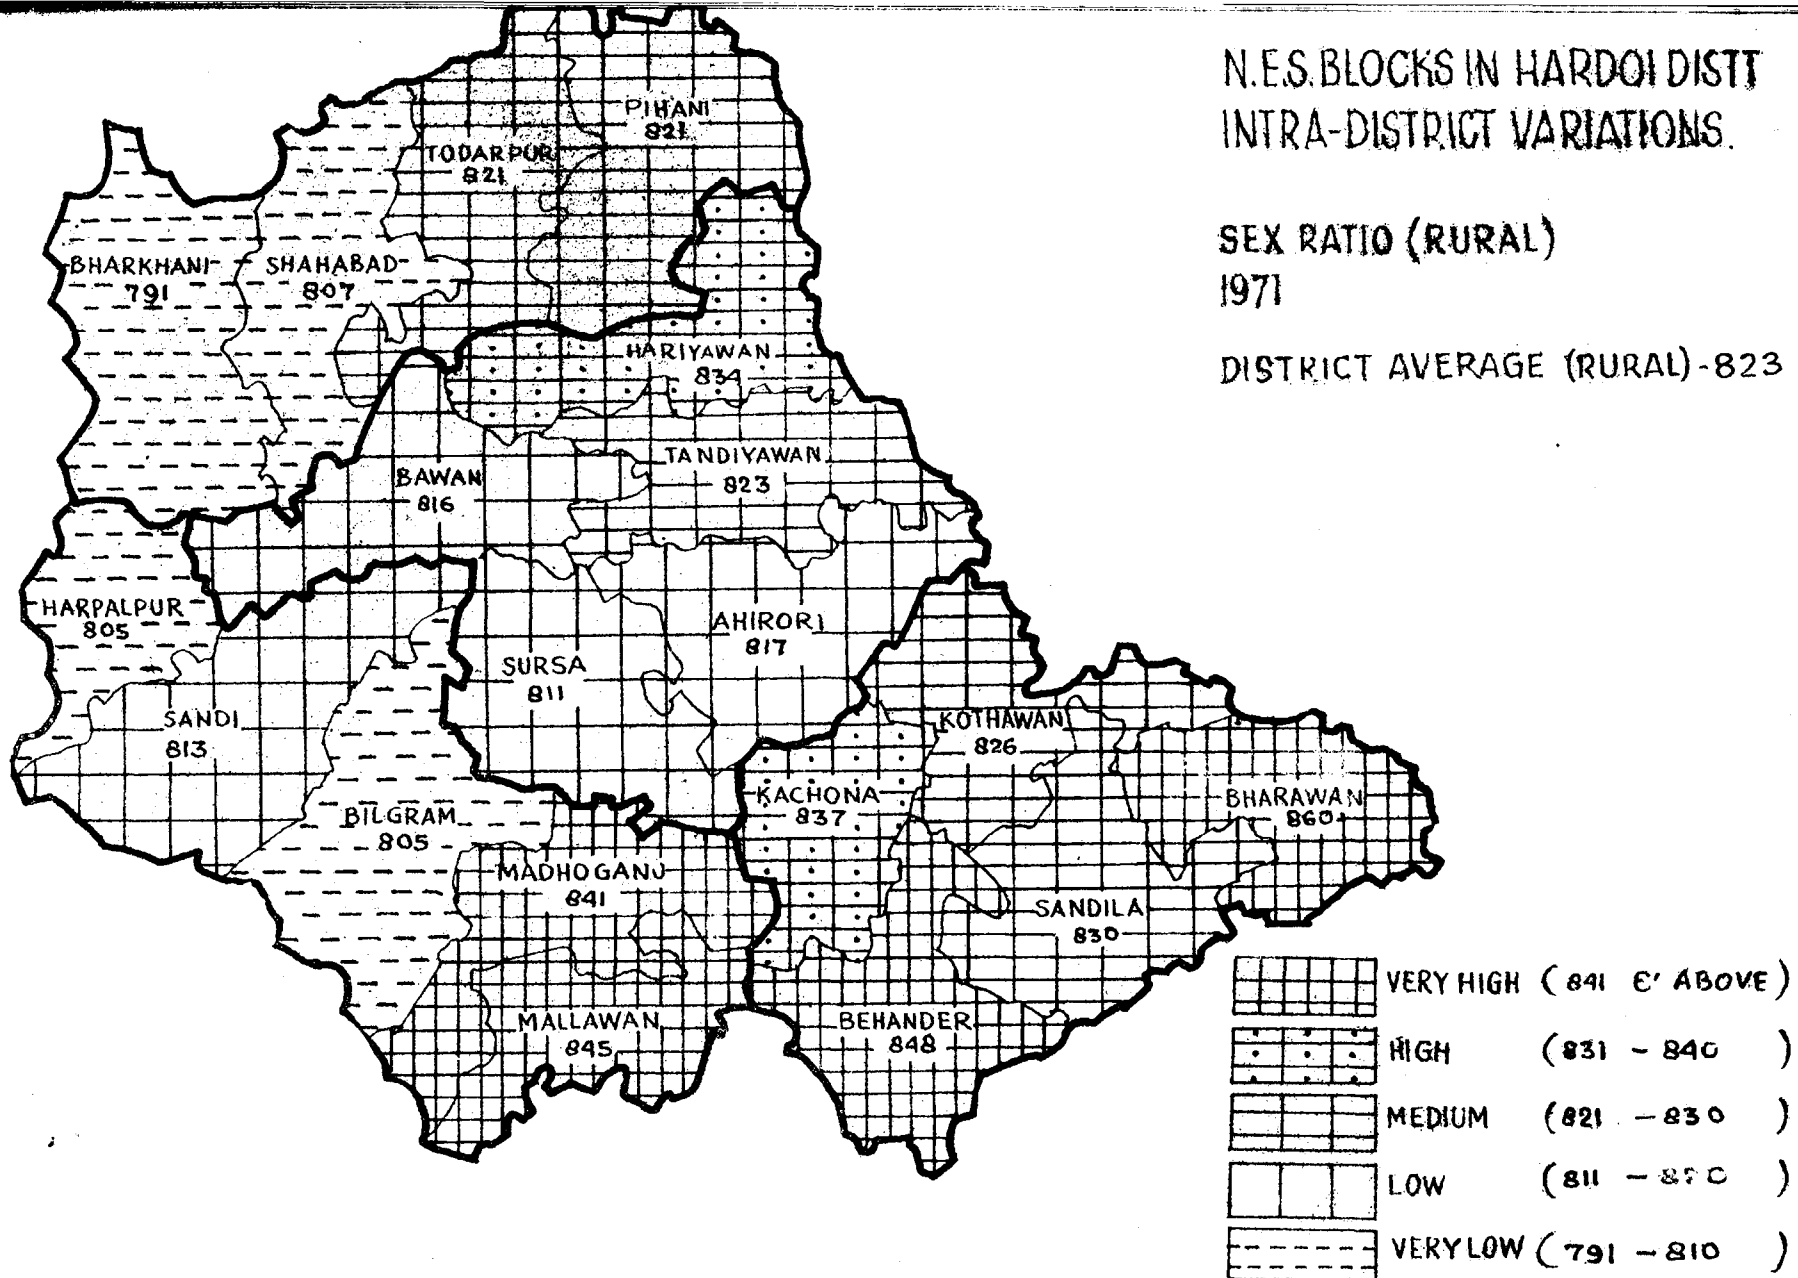 N.E.S. BLOCKS IN HARDOI DISTT
INTRA-DISTRICT VARIATIONS.
SEX RATIO (RURAL)
1971
DISTRICT AVERAGE (RURAL) - 823
PIHANI
821
TODARPUR
821
BHARKHANI
791
SHAHABAD
807
HARIYAWAN
834
TANDIYAWAN
823
BAWAN
816
HARPALPUR
805
AHIRORI
817
SURSA
811
SANDI
813
KOTHAWAN
826
KACHONA
837
BHARAWAN
860
BILGRAM
805
MADHOGANJ
841
SANDILA
830
MALLAWAN
845
BEHANDER
848
VERY HIGH (841 &' ABOVE)
HIGH (831 - 840)
MEDIUM (821 - 830)
LOW (811 - 820)
VERY LOW (791 - 810)